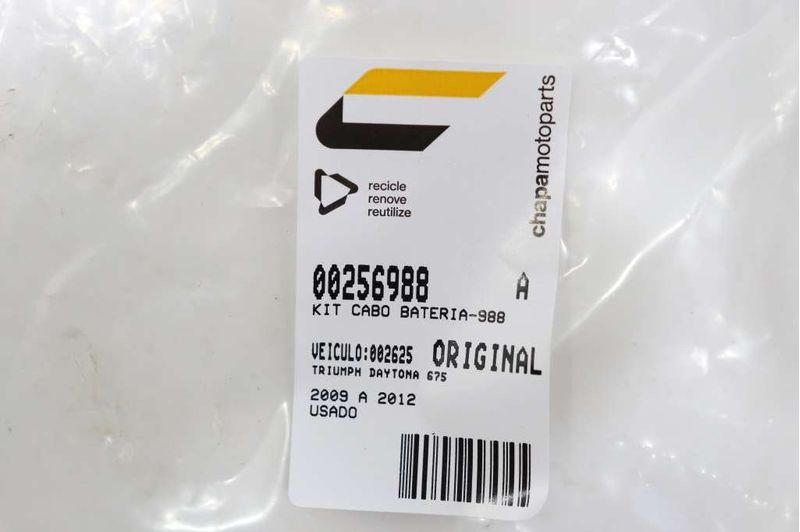 chapamotoparts
recicle
renove
reutilize
00256988 A
KIT CABO BATERIA-988
VEICULO:002625 ORIGINAL
TRIUMPH DAYTONA 675
2009 A 2012
USADO